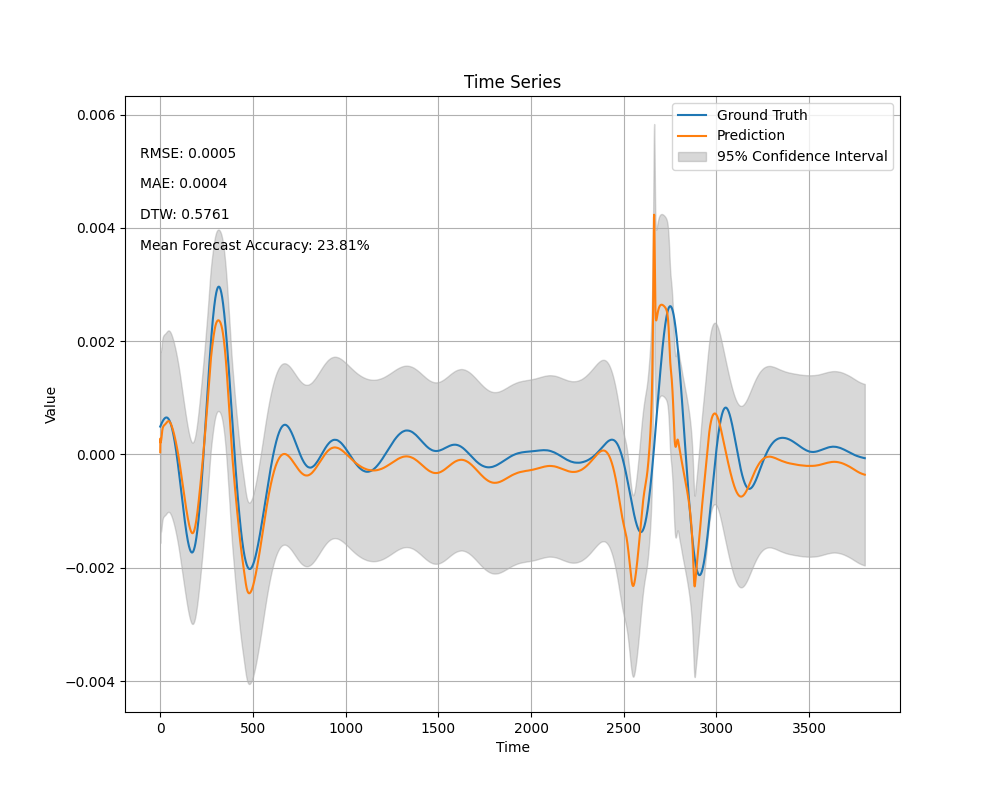 Time Series
Ground Truth
Prediction
95% Confidence Interval
RMSE: 0.0005
MAE: 0.0004
DTW: 0.5761
Mean Forecast Accuracy: 23.81%
Value
0.006
0.004
0.002
0.000
−0.002
−0.004
0 500 1000 1500 2000 2500 3000 3500
Time